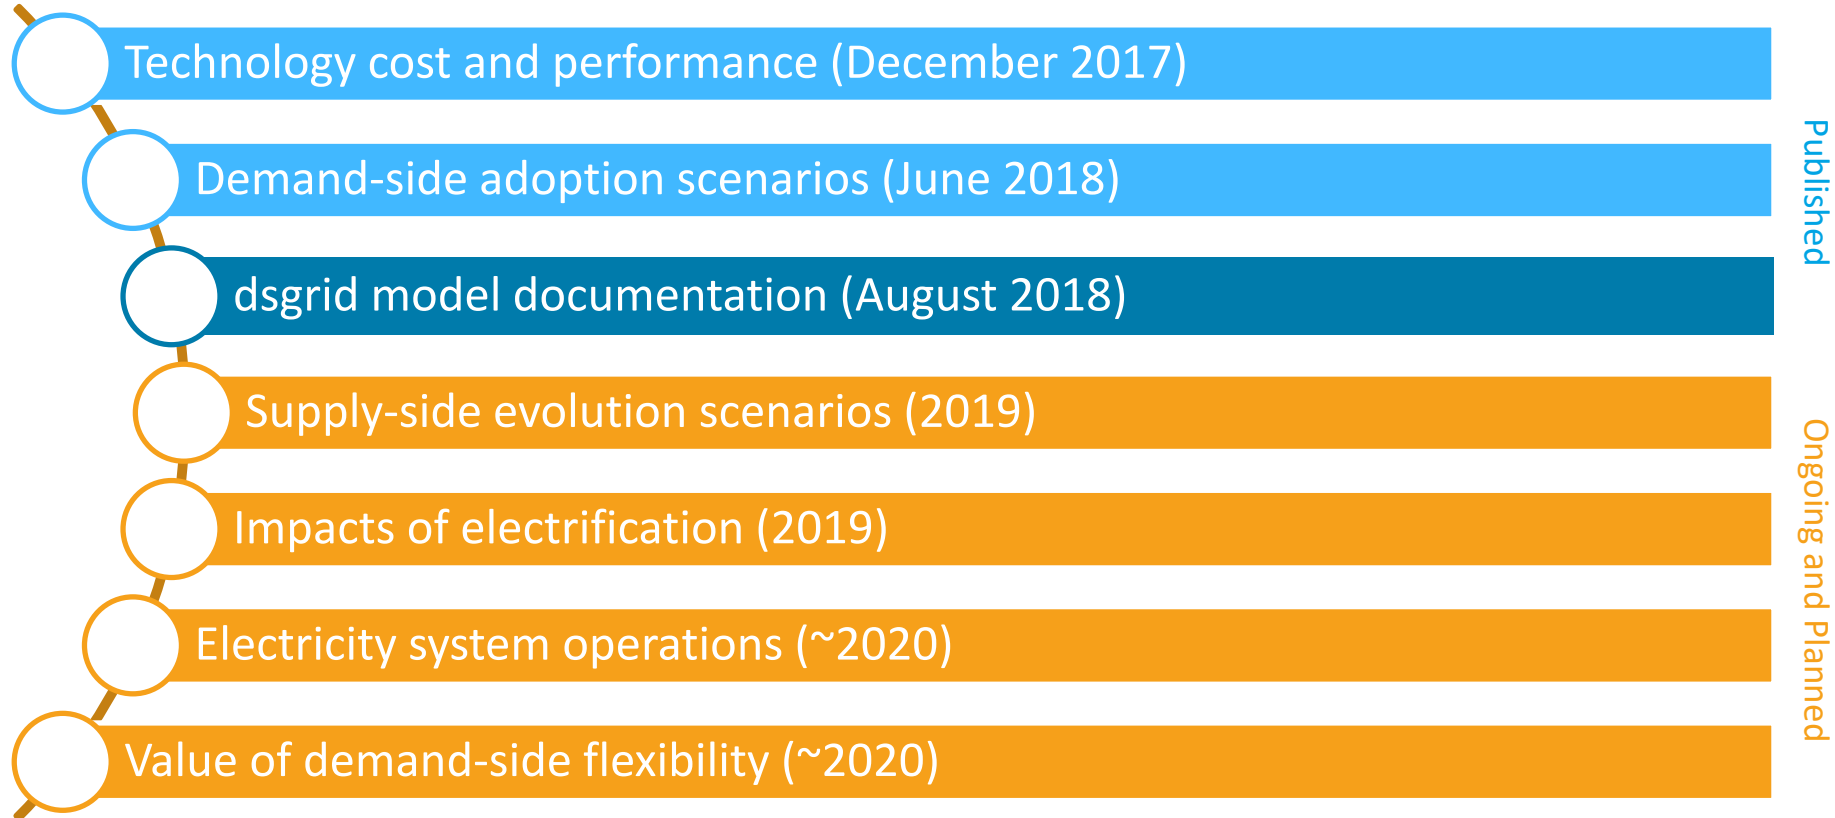 Technology cost and performance (December 2017)
Demand-side adoption scenarios (June 2018)
dsgrid model documentation (August 2018)
Published
Supply-side evolution scenarios (2019)
Impacts of electrification (2019)
Electricity system operations (~2020)
Value of demand-side flexibility (~2020)
Ongoing and Planned